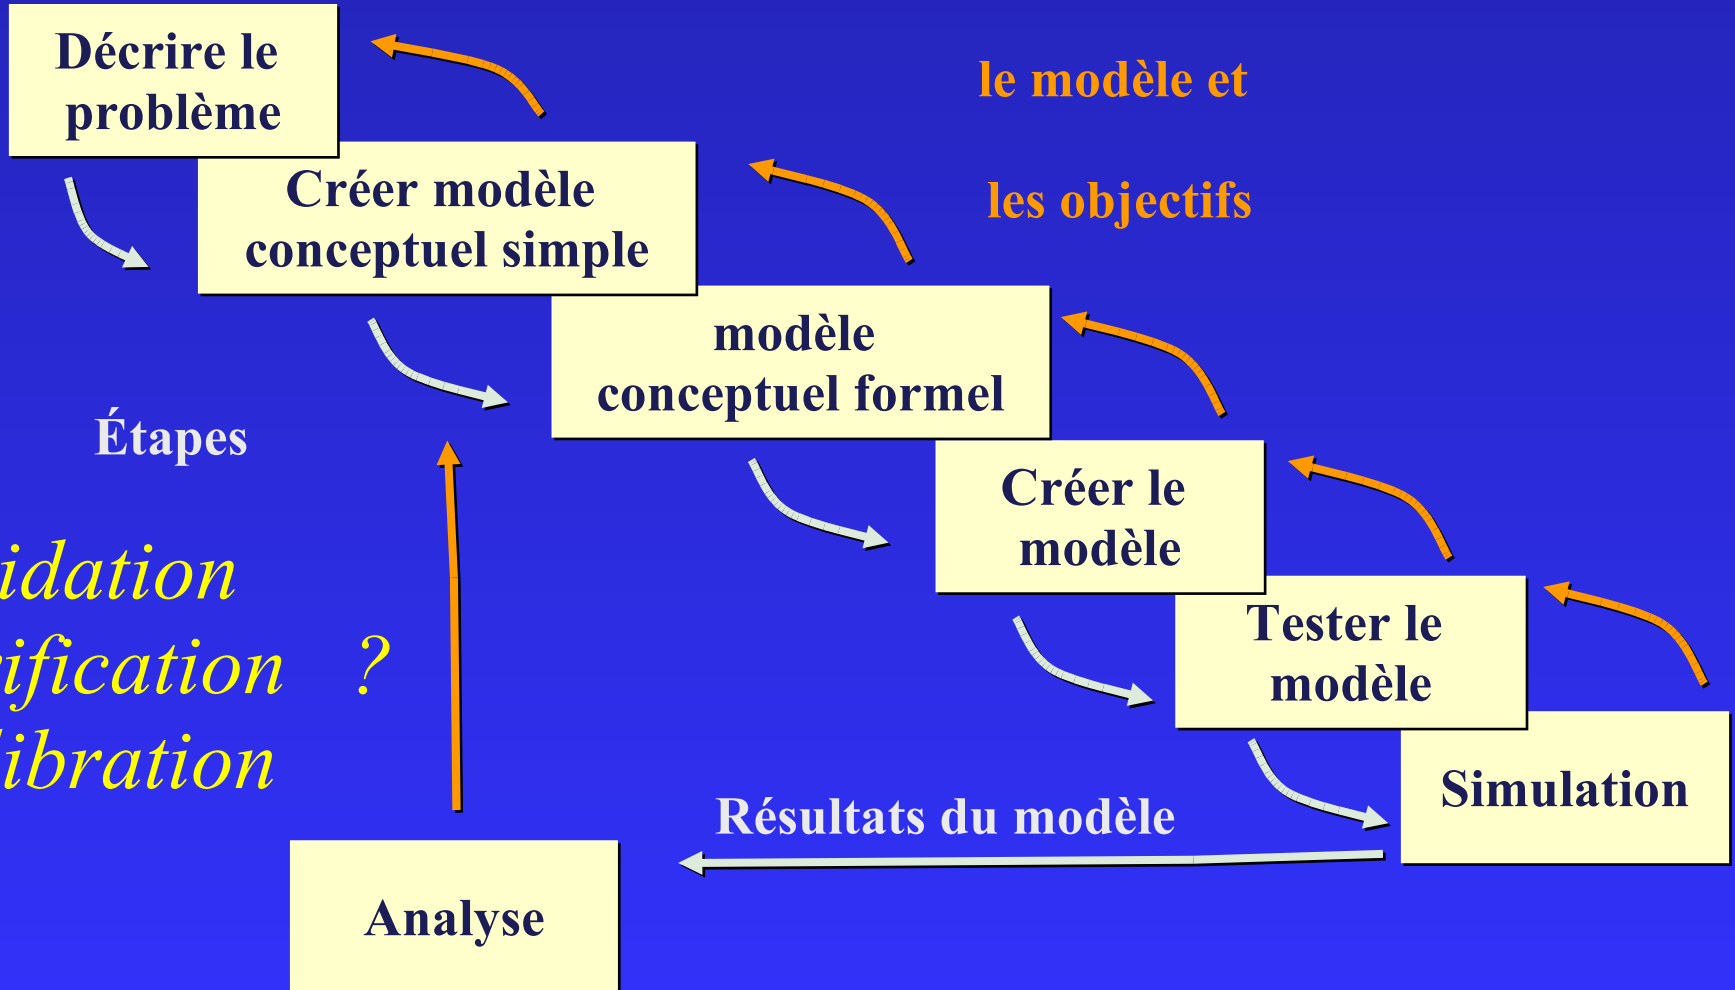 Décrire le
problème
le modèle et
les objectifs
Créer modèle
conceptuel simple
modèle
conceptuel formel
Étapes
Créer le
modèle
idation
ification ?
ibration
Tester le
modèle
Simulation
Résultats du modèle
Analyse